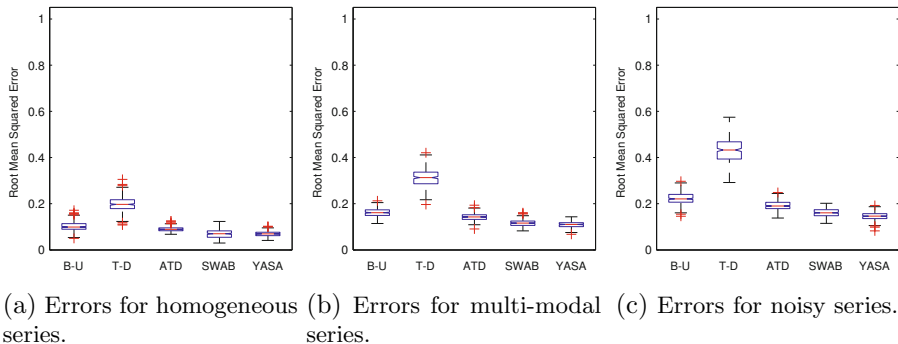 1
0.8
0.6
0.4
0.2
0
Root Mean Squared Error
B-U T-D ATD SWAB YASA
(a) Errors for homogeneous series.
1
0.8
0.6
0.4
0.2
0
Root Mean Squared Error
B-U T-D ATD SWAB YASA
(b) Errors for multi-modal series.
1
0.8
0.6
0.4
0.2
0
Root Mean Squared Error
B-U T-D ATD SWAB YASA
(c) Errors for noisy series.